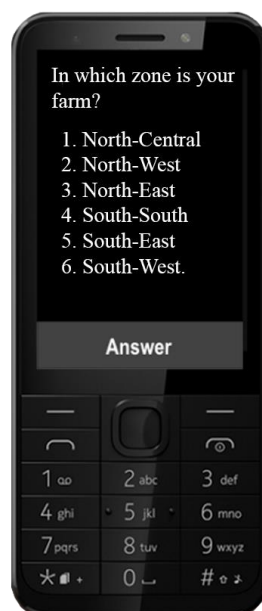 In which zone is your
farm?
1. North-Central
2. North-West
3. North-East
4. South-South
5. South-East
6. South-West.
Answer
1
2 abc
3 def
4 ghi
5 jkl
6 mno
7 pqrs
8 tuv
9 wxyz
* +
0
#